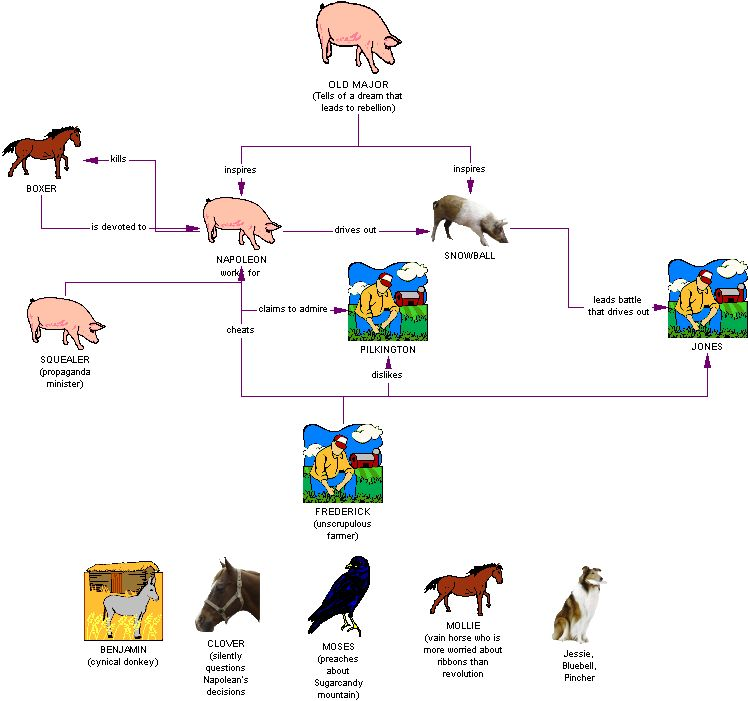 OLD MAJOR
(Tells of a dream that
leads to rebellion)
inspires
inspires
kills
BOXER
is devoted to
NAPOLEON
works for
drives out
SNOWBALL
claims to admire
PILKINGTON
leads battle
that drives out
JONES
SQUEALER
(propaganda
minister)
cheats
dislikes
FREDERICK
(unscrupulous
farmer)
BENJAMIN
(cynical donkey)
CLOVER
(silently
questions
Napolean's
decisions
MOSES
(preaches
about
Sugarcandy
mountain)
MOLLIE
(vain horse who is
more worried about
ribbons than
revolution
Jessie,
Bluebell,
Pincher